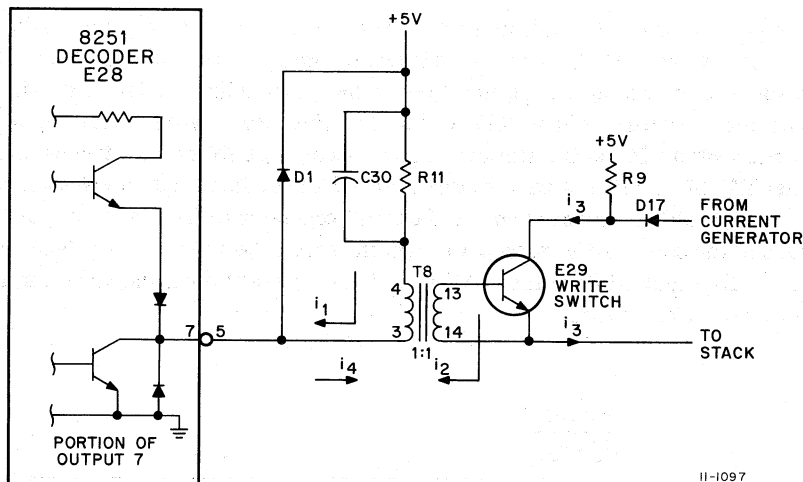 8251
DECODER
E28
PORTION OF
OUTPUT 7
7
5
+5V
D1
C30
R11
i1
i4
T8
4
3
13
14
1:1
i2
E29
WRITE
SWITCH
i3
+5V
R9
D17
FROM
CURRENT
GENERATOR
i3
TO
STACK
11-1097